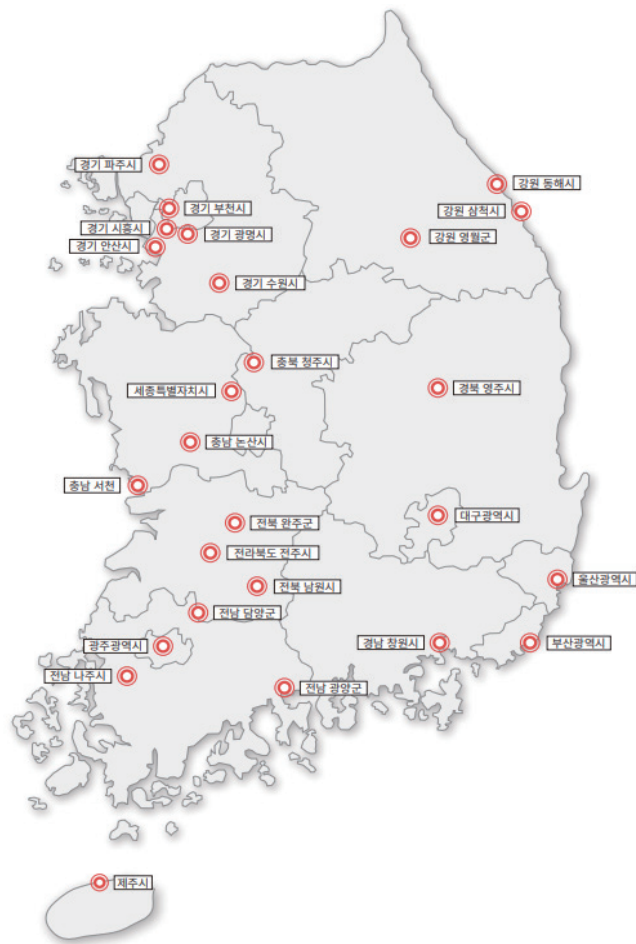 경기 파주시
강원 동해시
경기 부천시
강원 삼척시
경기 시흥시
경기 광명시
강원 영월군
경기 안산시
경기 수원시
충북 청주시
세종특별자치시
경북 영주시
충남 논산시
충남 서천
대구광역시
전북 완주군
전라북도 전주시
울산광역시
전북 남원시
전남 담양군
광주광역시
경남 창원시
부산광역시
전남 나주시
전남 광양군
제주시